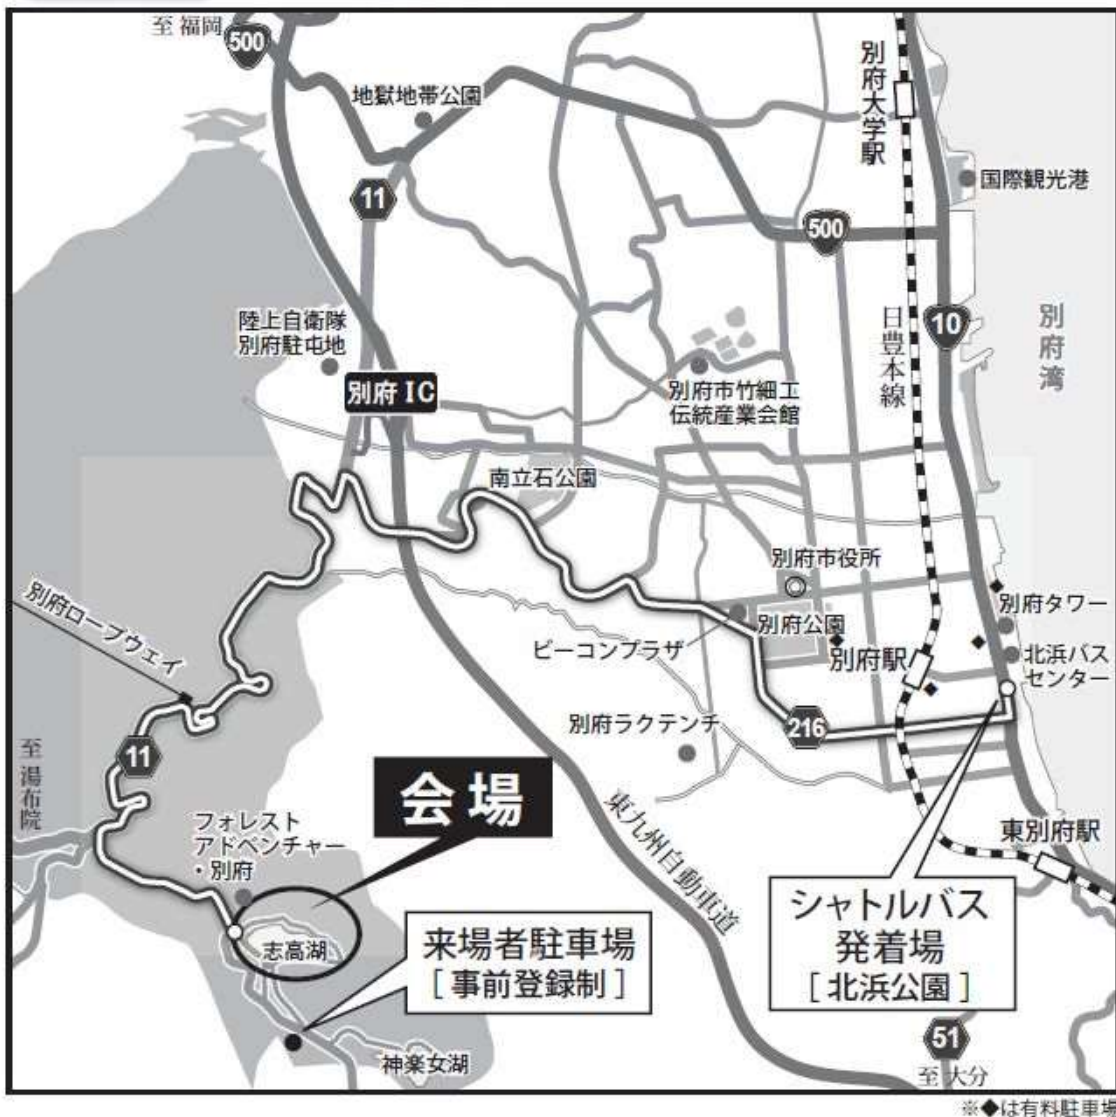 至 福岡
500
地獄地帯公園
別府大学駅
国際観光港
11
500
10
別府湾
日豊本線
陸上自衛隊
別府駐屯地
別府 IC
別府市竹細工
伝統産業会館
南立石公園
別府市役所
別府タワー
別府公園
ビーコンプラザ
別府駅
北浜バス
センター
別府ロープウェイ
別府ラクテンチ
216
11
至 湯布院
会場
東九州自動車道
東別府駅
フォレスト
アドベンチャー
・別府
志高湖
来場者駐車場
[ 事前登録制 ]
シャトルバス
発着場
[ 北浜公園 ]
神楽女湖
51
至 大分
※◆は有料駐車場